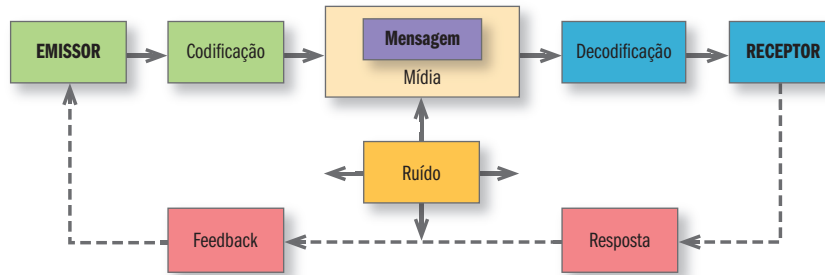 EMISSOR
Codificação
Mensagem
Mídia
Decodificação
RECEPTOR
Ruído
Feedback
Resposta